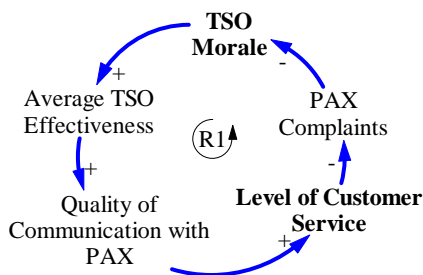 TSO
Morale
-
+
Average TSO
Effectiveness
PAX
Complaints
R1
-
+
Level of Customer
Service
Quality of
Communication with
PAX
+